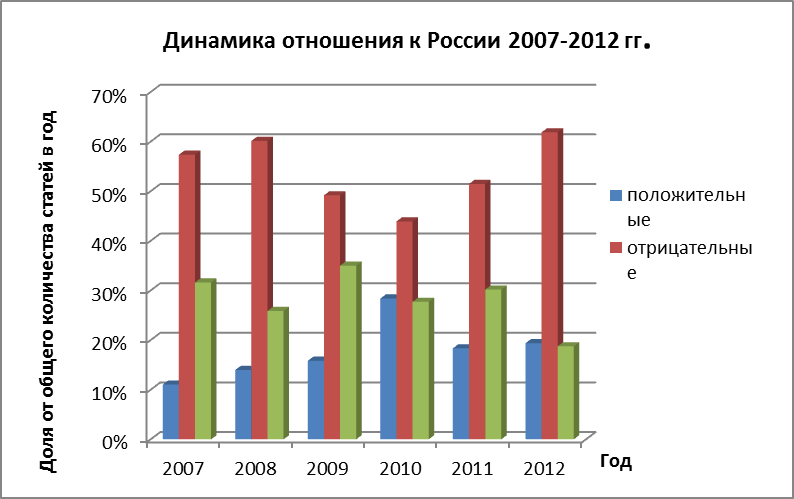 Динамика отношения к России 2007-2012 гг.
Доля от общего количества статей в год
70%
60%
50%
40%
30%
20%
10%
0%
2007 2008 2009 2010 2011 2012
Год
положительн
ые
отрицательны
е